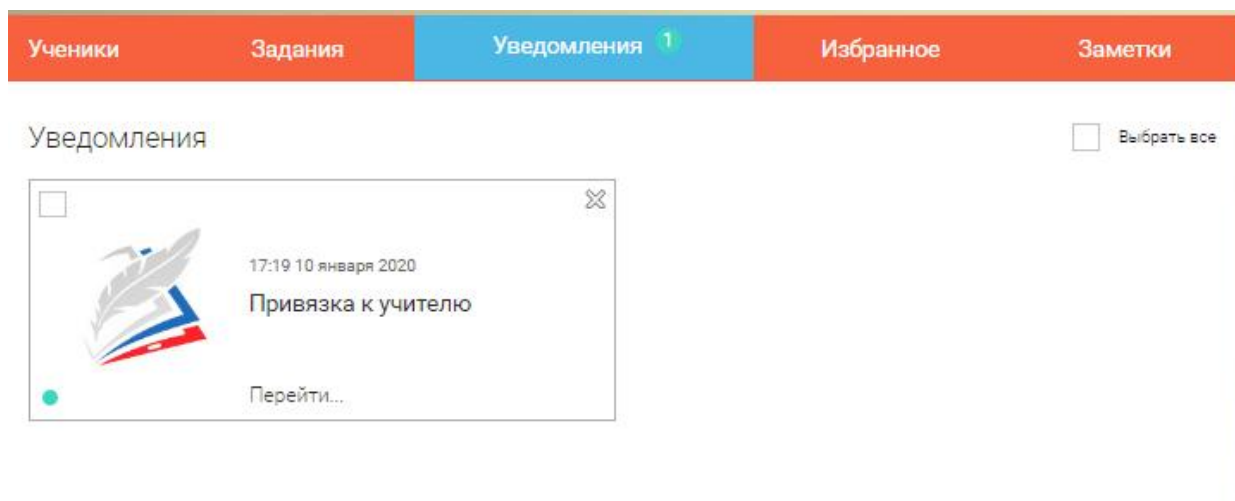 Ученики Задания Уведомления 1 Избранное Заметки
Уведомления Выбрать все
17:19 10 января 2020
Привязка к учителю
Перейти...